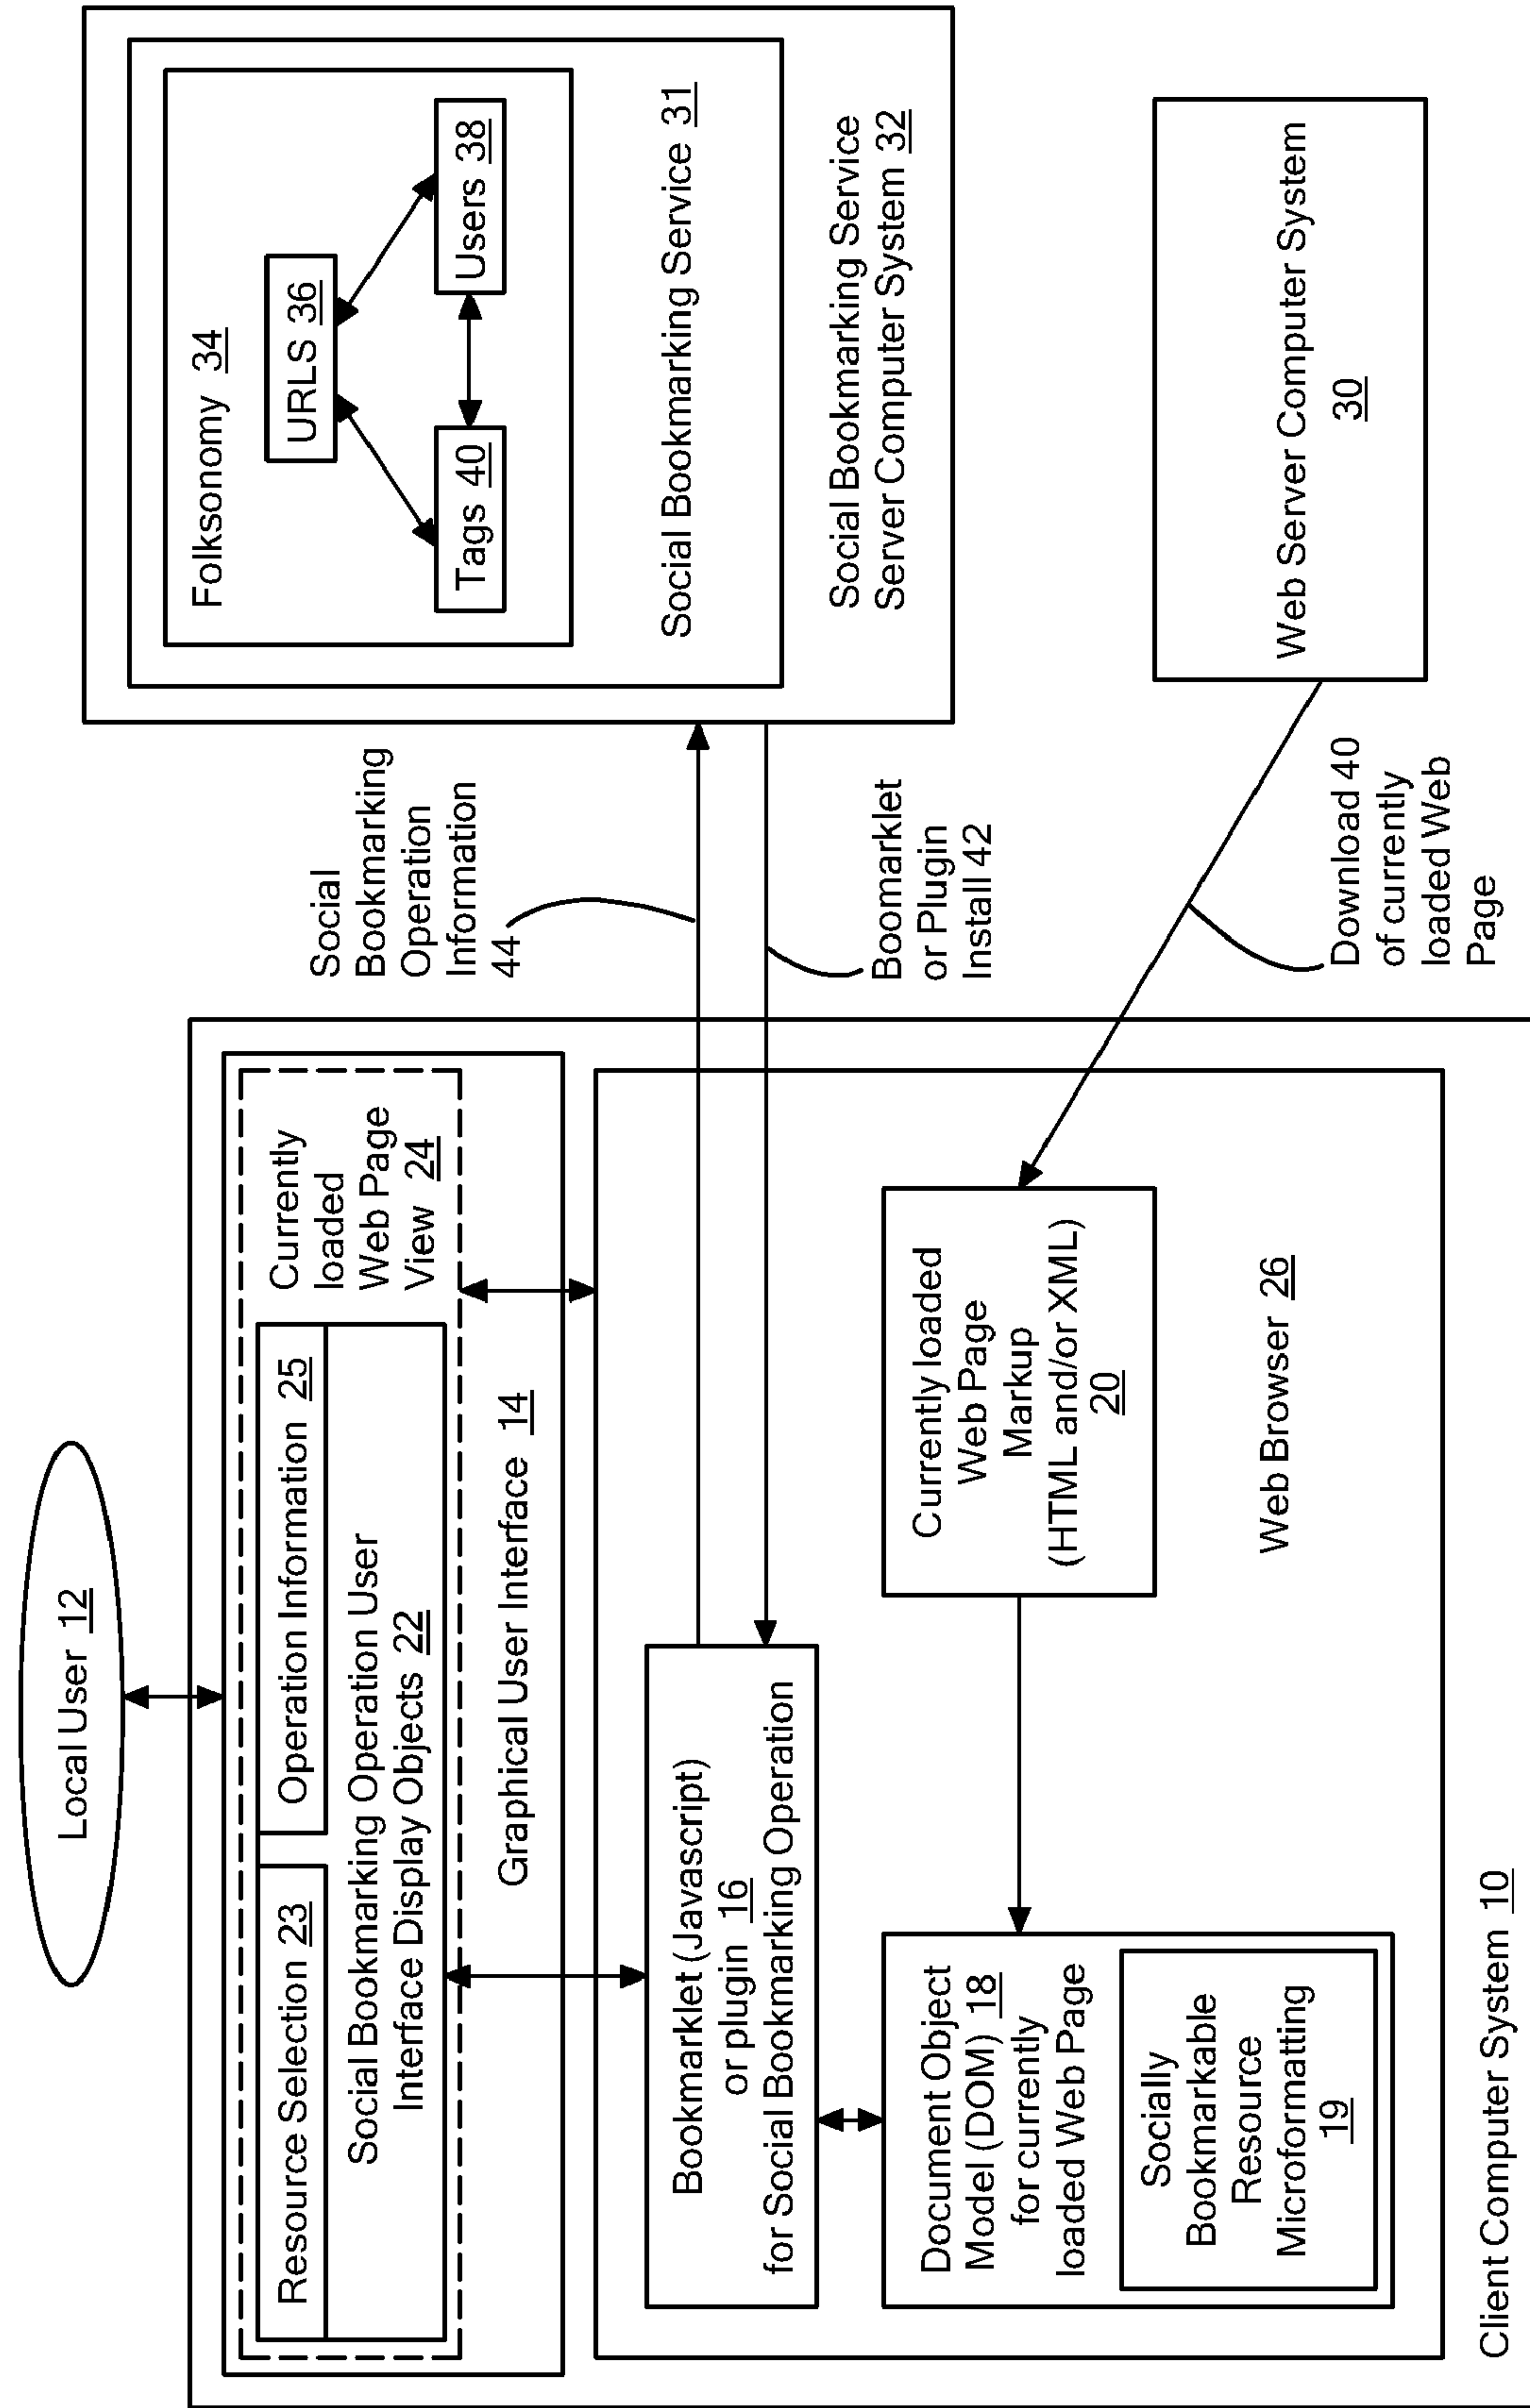 Local User 12
Resource Selection 23
Operation Information 25
Social Bookmarking Operation User
Interface Display Objects 22
Currently
loaded
Web Page
View 24
Graphical User Interface 14
Bookmarklet (Javascript)
or plugin 16
for Social Bookmarking Operation
Document Object
Model (DOM) 18
for currently
loaded Web Page
Socially
Bookmarkable
Resource
Microformatting
19
Currently loaded
Web Page
Markup
(HTML and/or XML)
20
Web Browser 26
Client Computer System 10
Social
Bookmarking
Operation
Information
44
Boomarklet
or Plugin
Install 42
Download 40
of currently
loaded Web
Page
Folksonomy 34
URLS 36
Tags 40
Users 38
Social Bookmarking Service 31
Social Bookmarking Service
Server Computer System 32
Web Server Computer System
30